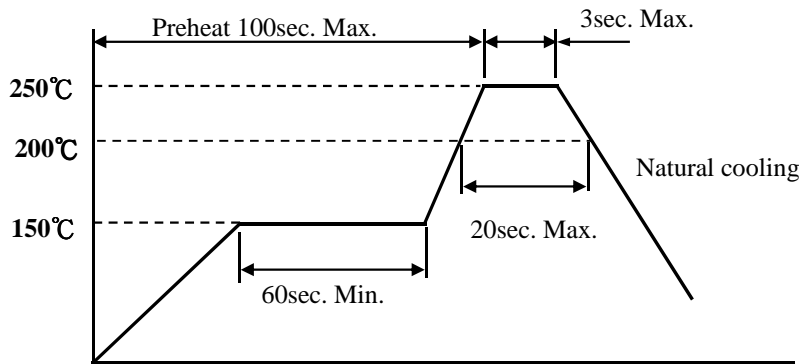 Preheat 100sec. Max.
3sec. Max.
250℃
200℃
Natural cooling
150℃
20sec. Max.
60sec. Min.